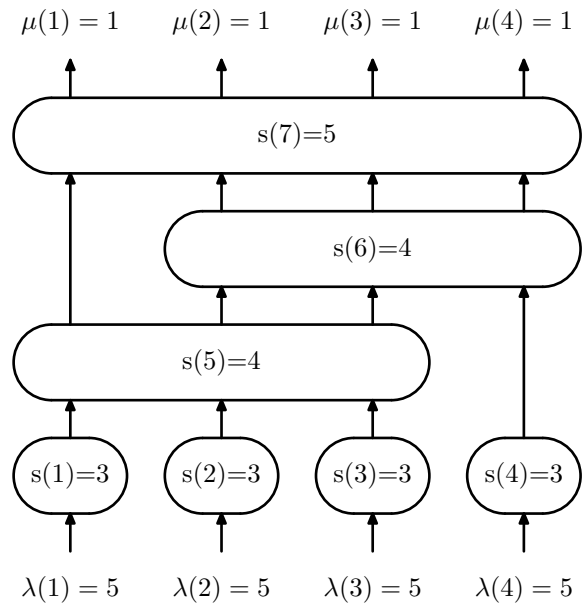 μ(1) = 1 μ(2) = 1 μ(3) = 1 μ(4) = 1
s(7)=5
s(6)=4
s(5)=4
s(1)=3 s(2)=3 s(3)=3 s(4)=3
λ(1) = 5 λ(2) = 5 λ(3) = 5 λ(4) = 5